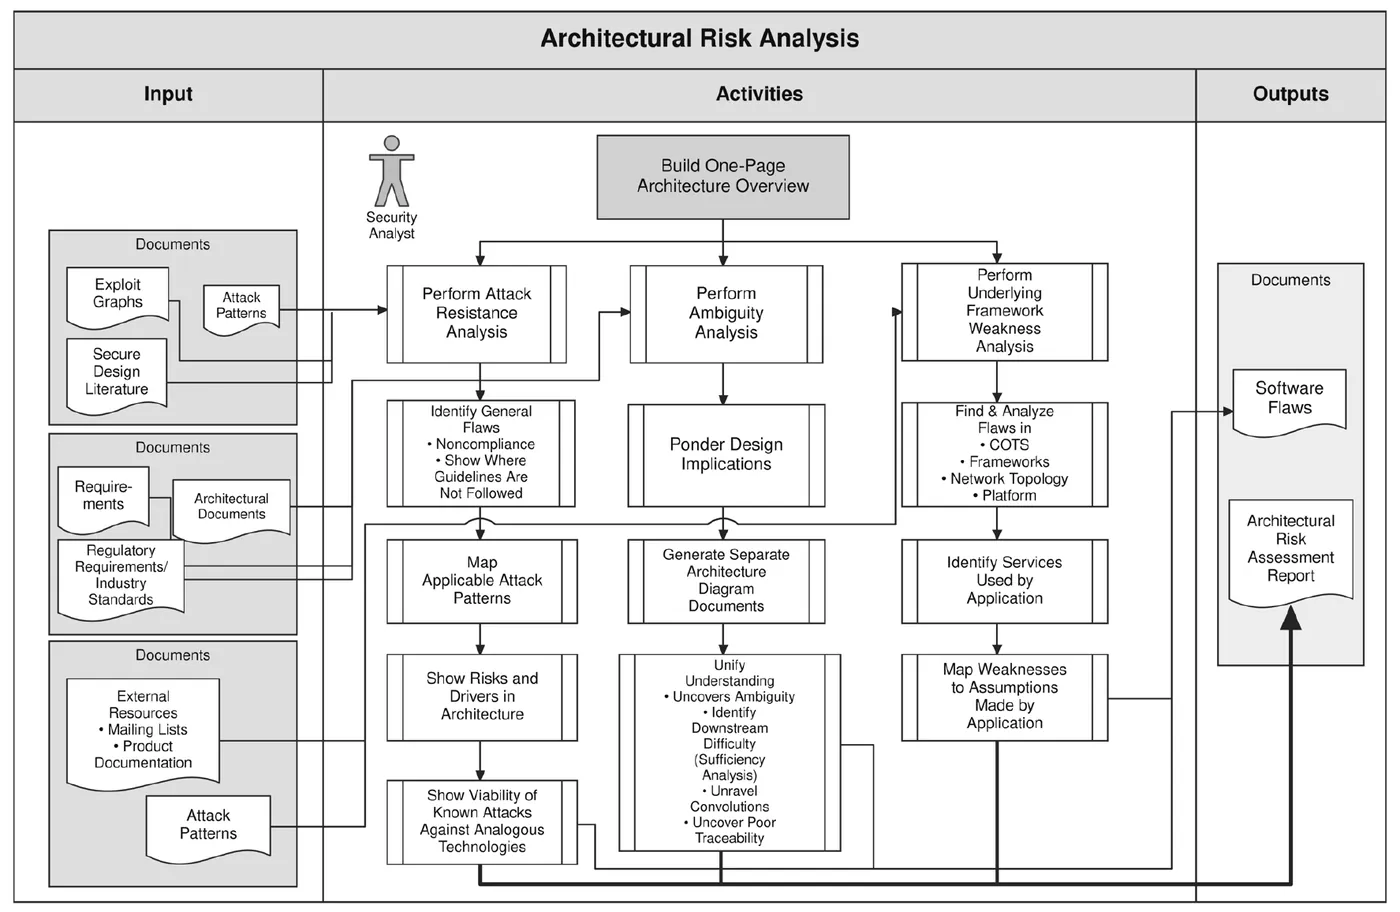 Architectural Risk Analysis
Input
Activities
Outputs
Security
Analyst
Build One-Page
Architecture Overview
Documents
Exploit
Graphs
Attack
Patterns
Secure
Design
Literature
Documents
Require-
ments
Architectural
Documents
Regulatory
Requirements/
Industry
Standards
Documents
External
Resources
• Mailing Lists
• Product
Documentation
Attack
Patterns
Perform Attack
Resistance
Analysis
Identify General
Flaws
• Noncompliance
• Show Where
Guidelines Are
Not Followed
Map
Applicable Attack
Patterns
Show Risks and
Drivers in
Architecture
Show Viability of
Known Attacks
Against Analogous
Technologies
Perform
Ambiguity
Analysis
Ponder Design
Implications
Generate Separate
Architecture
Diagram
Documents
Unify
Understanding
• Uncovers Ambiguity
• Identify
Downstream
Difficulty
(Sufficiency
Analysis)
• Unravel
Convolutions
• Uncover Poor
Traceability
Perform
Underlying
Framework
Weakness
Analysis
Find & Analyze
Flaws in
• COTS
• Frameworks
• Network Topology
• Platform
Identify Services
Used by
Application
Map Weaknesses
to Assumptions
Made by
Application
Documents
Software
Flaws
Architectural
Risk
Assessment
Report